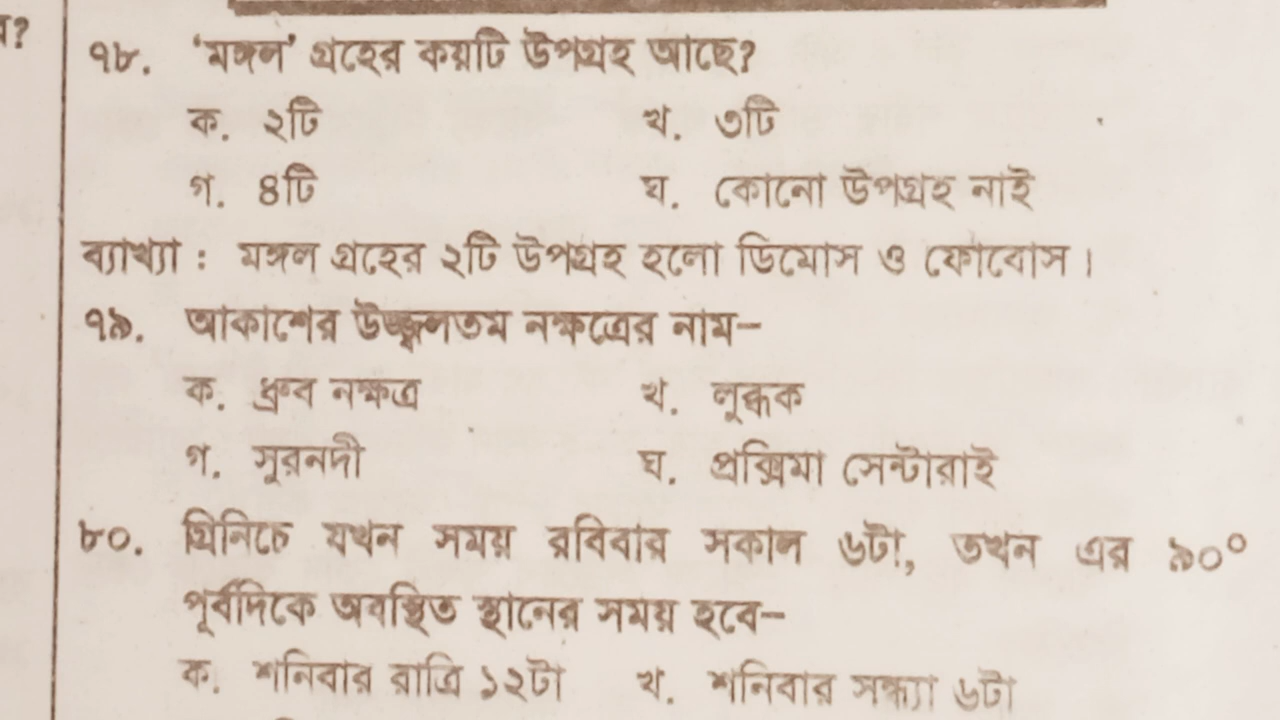 ৭৮. 'মঙ্গল' গ্রহের কয়টি উপগ্রহ আছে?
ক. ২টি খ. ৩টি
গ. ৪টি ঘ. কোনো উপগ্রহ নাই
ব্যাখ্যা : মঙ্গল গ্রহের ২টি উপগ্রহ হলো ডিমোস ও ফোবোস।
৭৯. আকাশের উজ্জ্বলতম নক্ষত্রের নাম–
ক. ধ্রুব নক্ষত্র খ. লুব্ধক
গ. সুরনদী ঘ. প্রক্সিমা সেন্টারাই
৮০. গ্রিনিচে যখন সময় রবিবার সকাল ৬টা, তখন এর ৯০°
পূর্বদিকে অবস্থিত স্থানের সময় হবে–
ক. শনিবার রাত্রি ১২টা খ. শনিবার সন্ধ্যা ৬টা